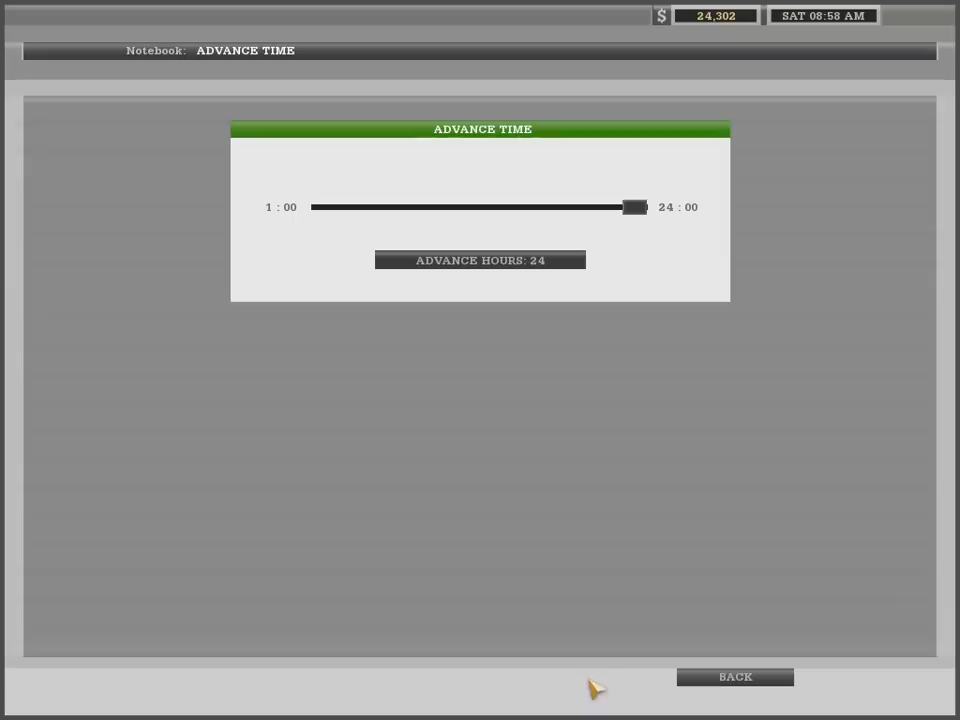 $ 24,302 SAT 08:58 AM
Notebook: ADVANCE TIME
ADVANCE TIME
1 : 00 24 : 00
ADVANCE HOURS: 24
BACK